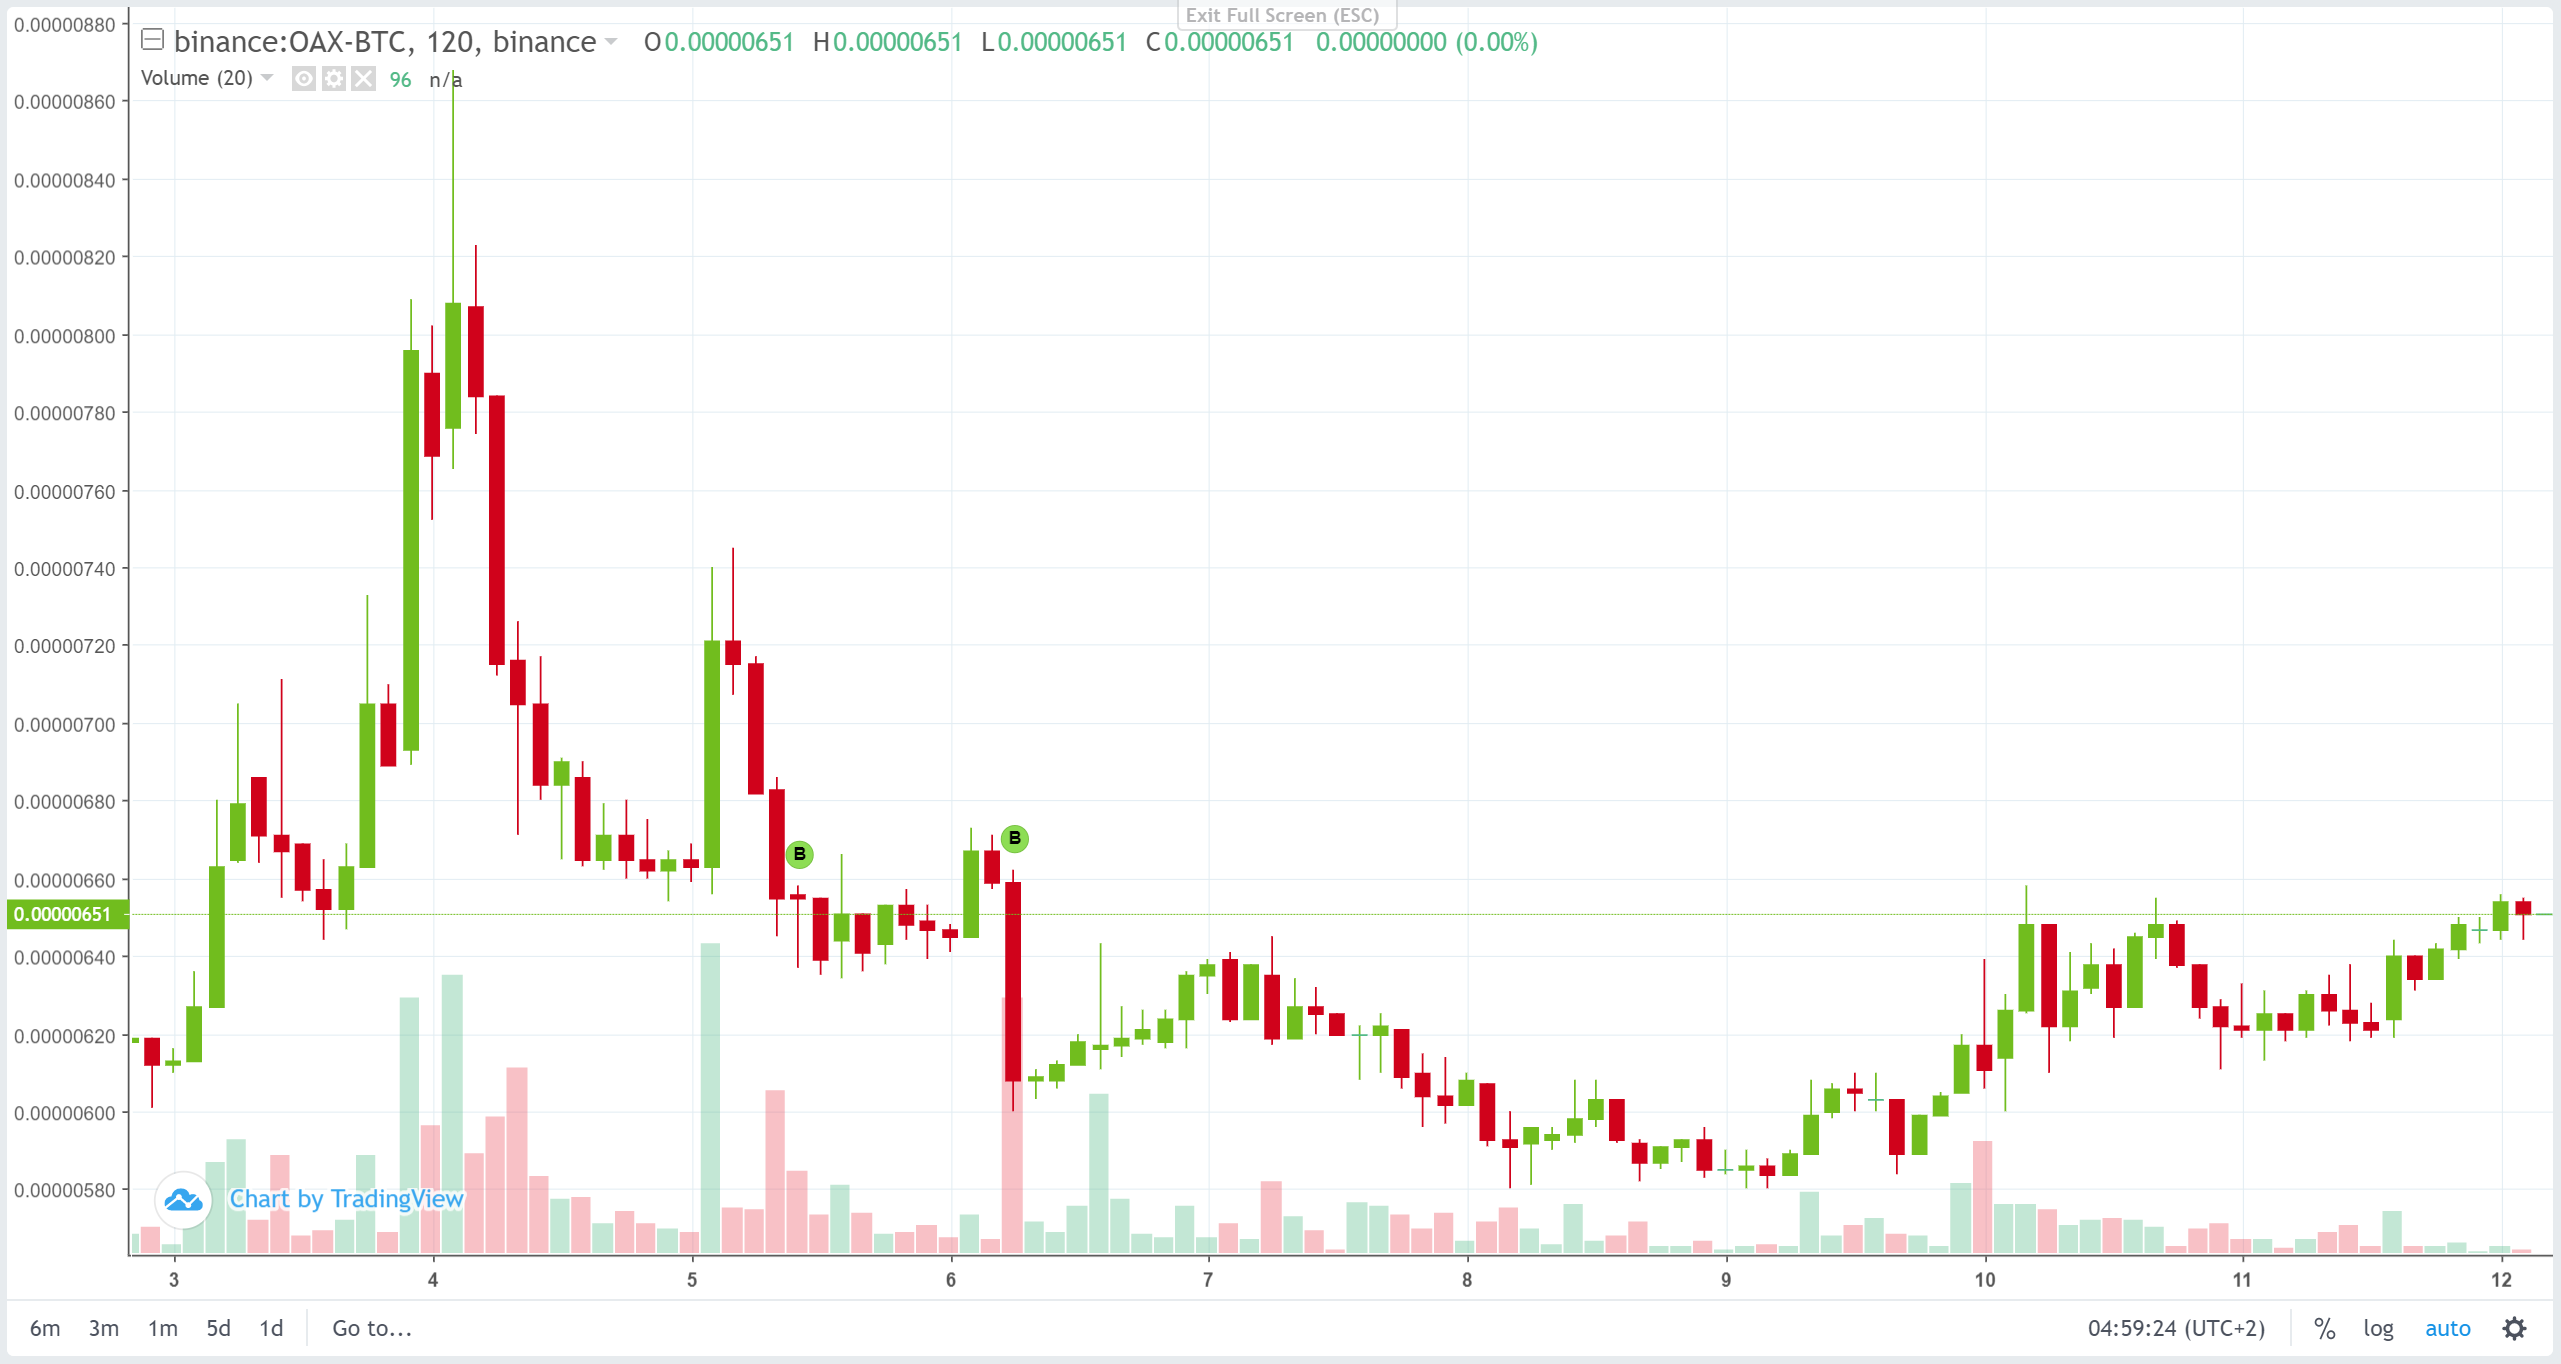 Exit Full Screen (ESC)
binance:OAX-BTC, 120, binance O0.00000651 H0.00000651 L0.00000651 C0.00000651 0.00000000 (0.00%)
Volume (20) 96 n/a
0.00000880
0.00000860
0.00000840
0.00000820
0.00000800
0.00000780
0.00000760
0.00000740
0.00000720
0.00000700
0.00000680
0.00000660
0.00000651
0.00000640
0.00000620
0.00000600
0.00000580
B
B
Chart by TradingView
3 4 5 6 7 8 9 10 11 12
6m 3m 1m 5d 1d Go to... 04:59:24 (UTC+2) % log auto